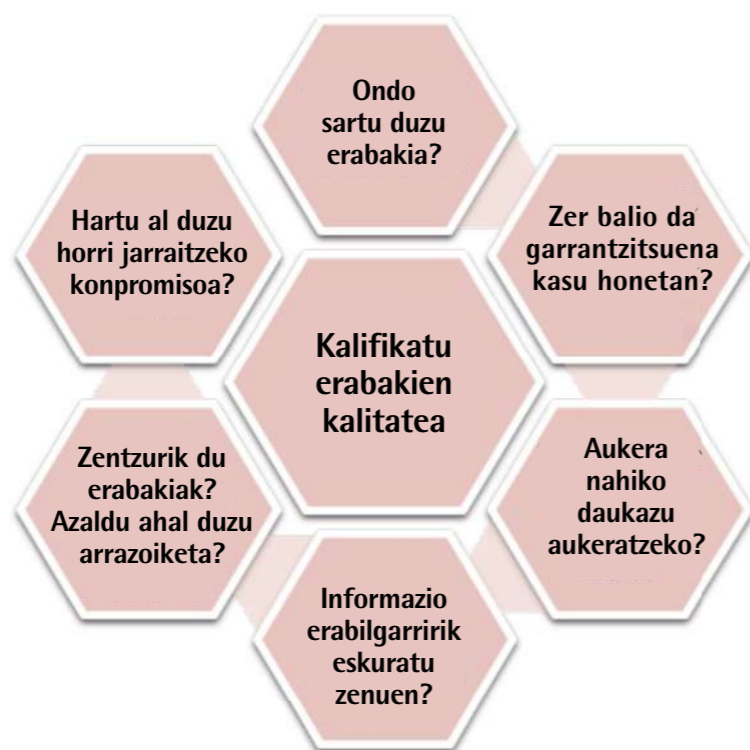 Ondo
sartu duzu
erabakia?
Zer balio da
garrantzitsuena
kasu honetan?
Aukera
nahiko
daukazu
aukeratzeko?
Informazio
erabilgarririk
eskuratu
zenuen?
Zentzurik du
erabakiak?
Azaldu ahal duzu
arrazoiketa?
Hartu al duzu
horri jarraitzeko
konpromisoa?
Kalifikatu
erabakien
kalitatea